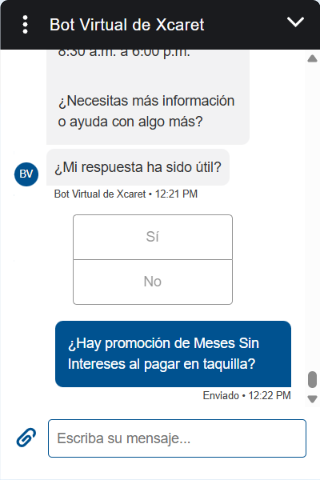 Bot Virtual de Xcaret
8:30 a.m. a 6:00 p.m.
¿Necesitas más información
o ayuda con algo más?
BV
¿Mi respuesta ha sido útil?
Bot Virtual de Xcaret • 12:21 PM
Sí
No
¿Hay promoción de Meses Sin
Intereses al pagar en taquilla?
Enviado • 12:22 PM
Escriba su mensaje...